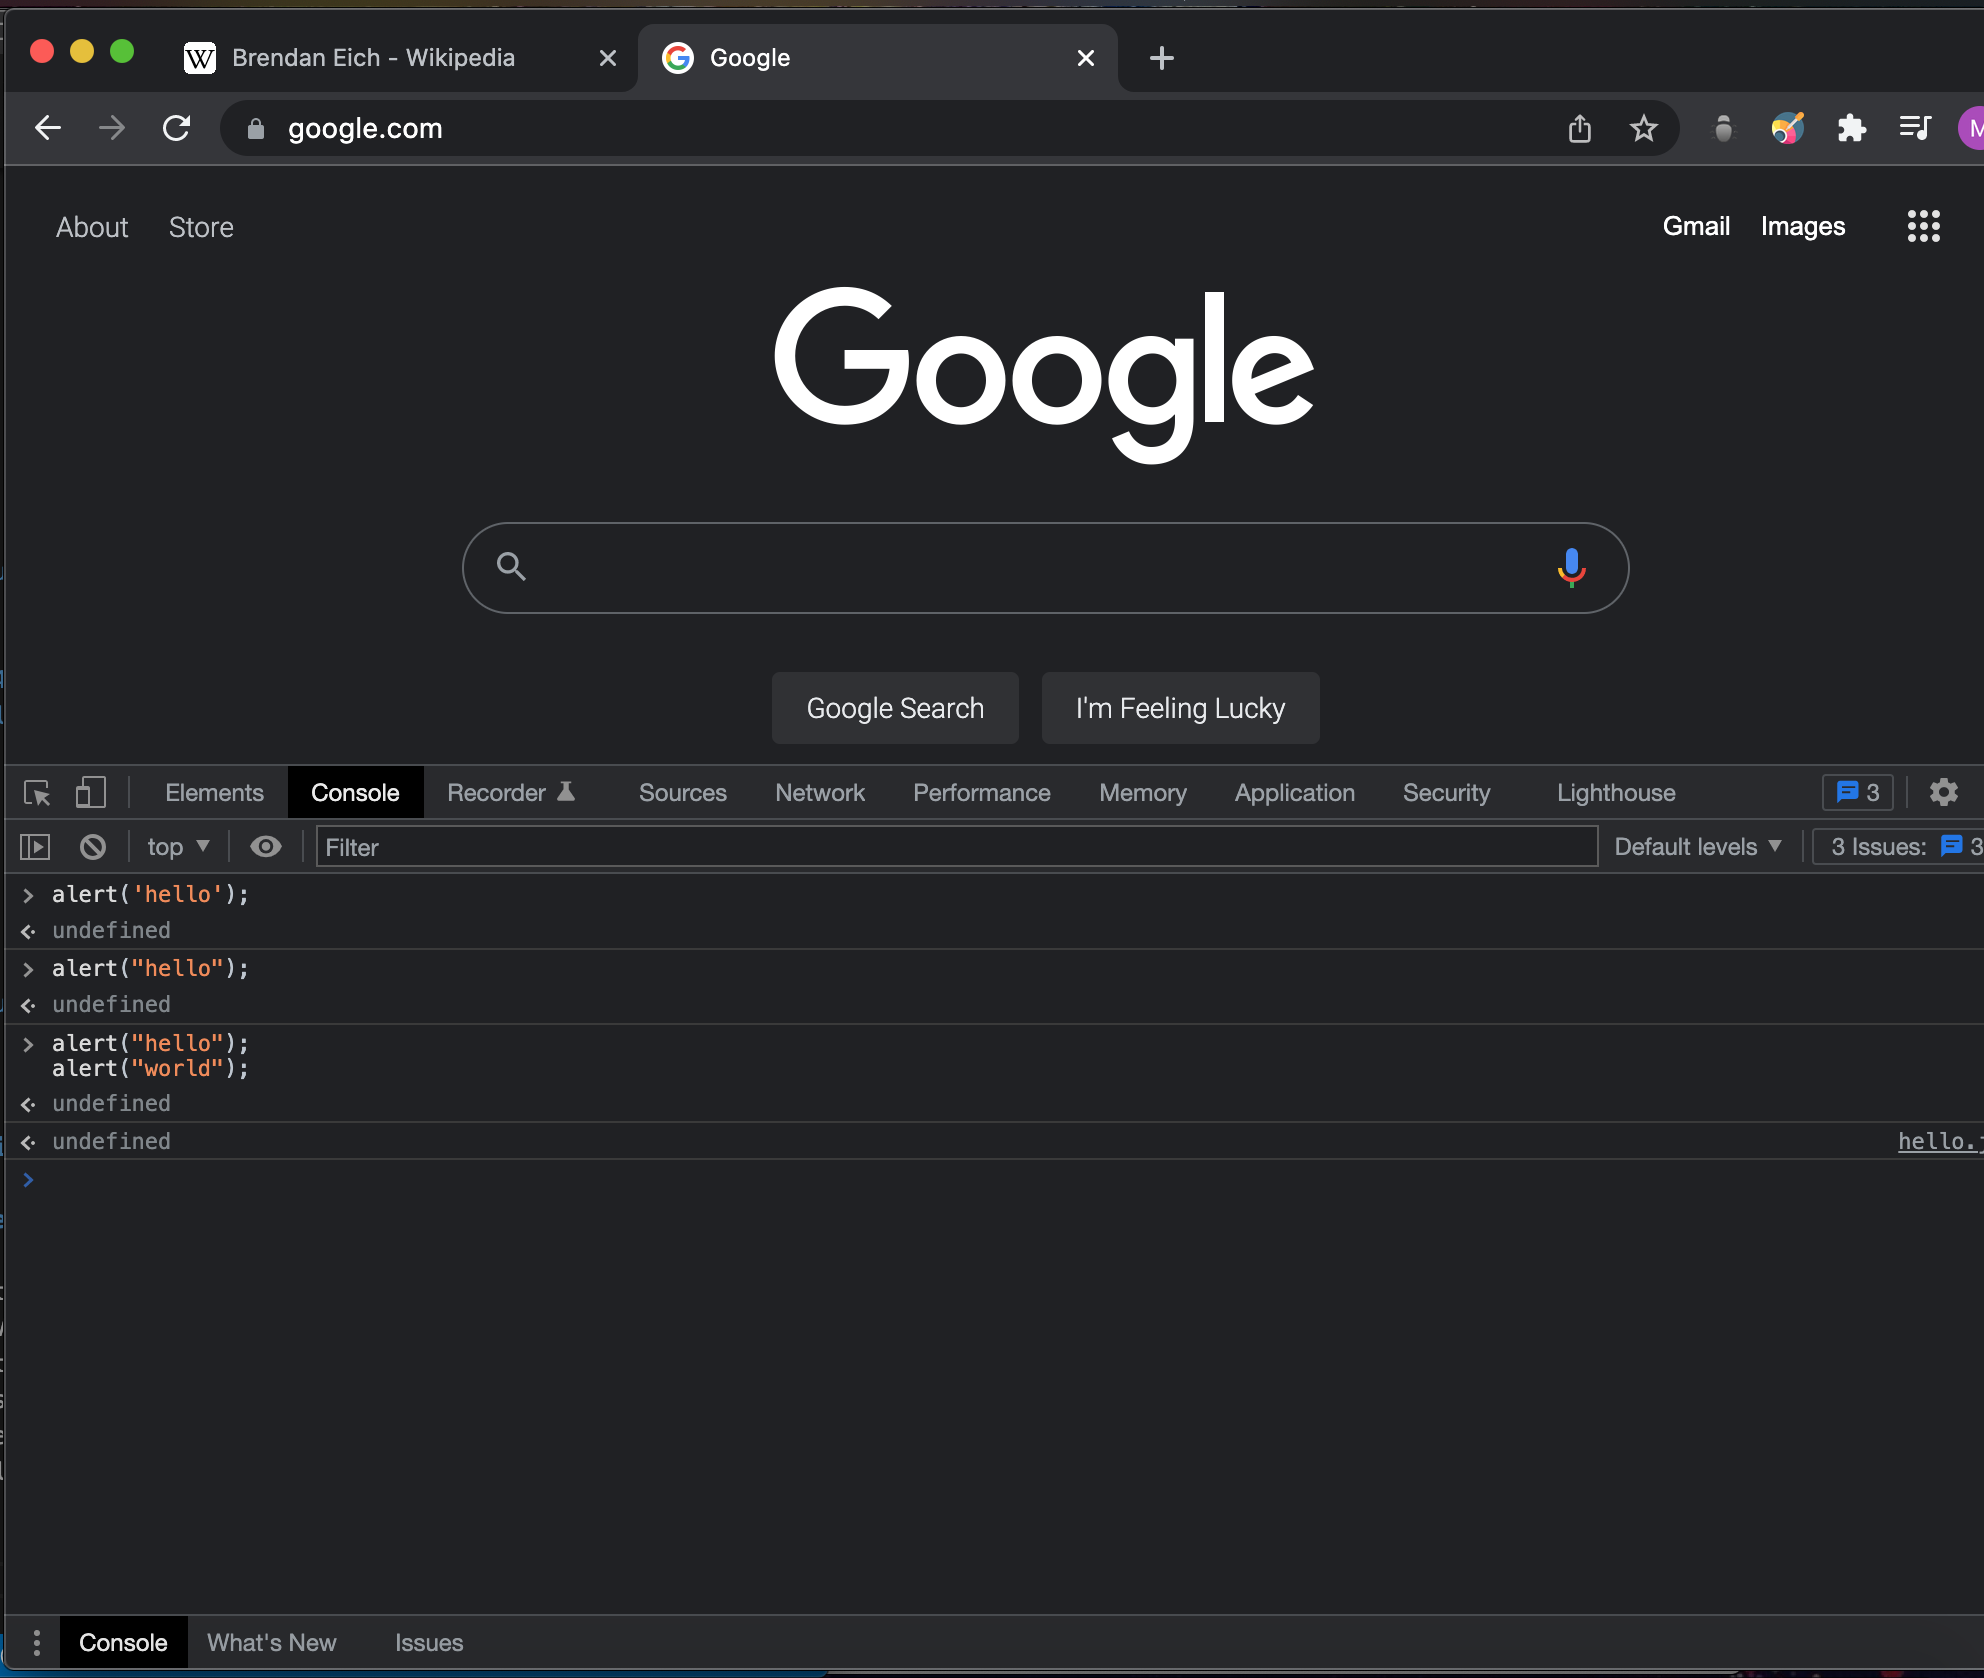 Brendan Eich - Wikipedia
Google
google.com
M
About Store
Gmail Images
Google
Google Search I'm Feeling Lucky
Elements Console Recorder Sources Network Performance Memory Application Security Lighthouse 3
top Filter Default levels 3 Issues: 3
alert('hello');
undefined
alert("hello");
undefined
alert("hello");
alert("world");
undefined
undefined hello.j
Console What's New Issues